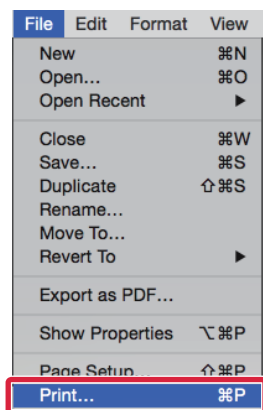 File Edit Format View
New ⌘N
Open... ⌘O
Open Recent ▶
Close ⌘W
Save... ⌘S
Duplicate ⇧⌘S
Rename...
Move To...
Revert To ▶
Export as PDF...
Show Properties ⌥⌘P
Page Setup... ⇧⌘P
Print... ⌘P